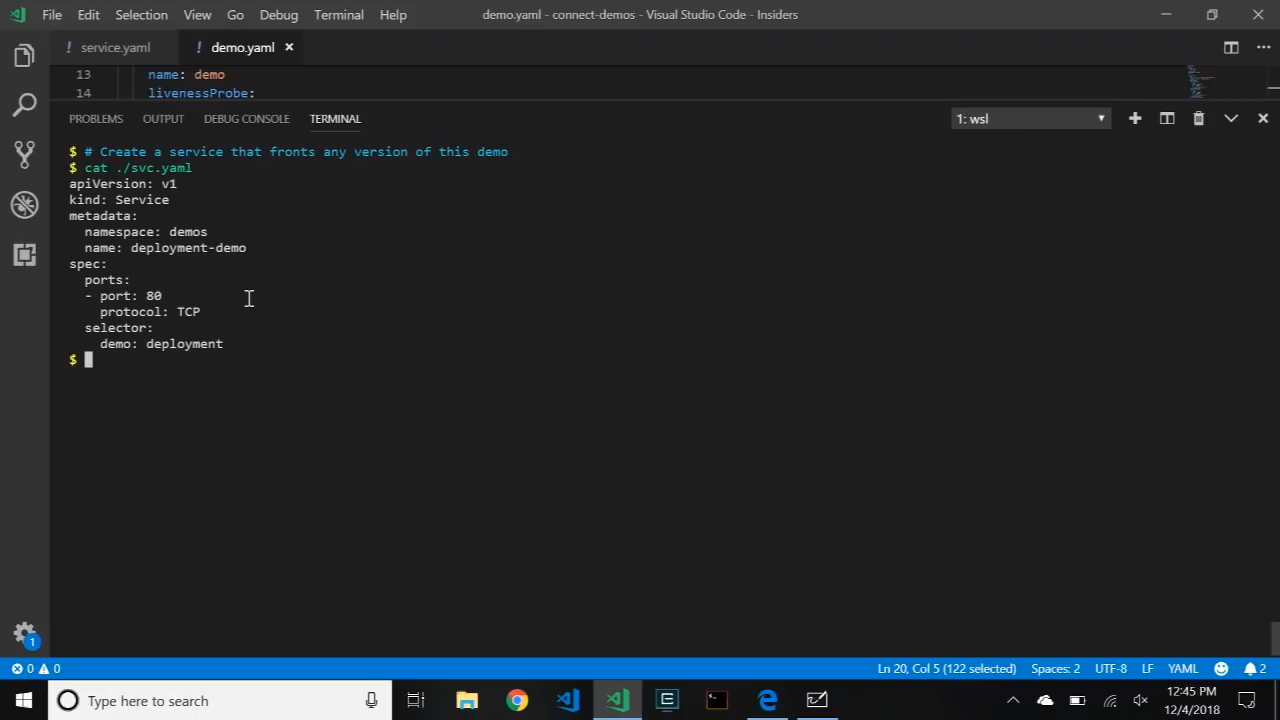 File Edit Selection View Go Debug Terminal Help demo.yaml - connect-demos - Visual Studio Code - Insiders
! service.yaml ! demo.yaml
13 name: demo
14 livenessProbe:
PROBLEMS OUTPUT DEBUG CONSOLE TERMINAL 1: wsl
$ # Create a service that fronts any version of this demo
$ cat ./svc.yaml
apiVersion: v1
kind: Service
metadata:
  namespace: demos
  name: deployment-demo
spec:
  ports:
  - port: 80
    protocol: TCP
  selector:
    demo: deployment
$
1
0 0 Ln 20, Col 5 (122 selected) Spaces: 2 UTF-8 LF YAML 2
Type here to search 12:45 PM
12/4/2018